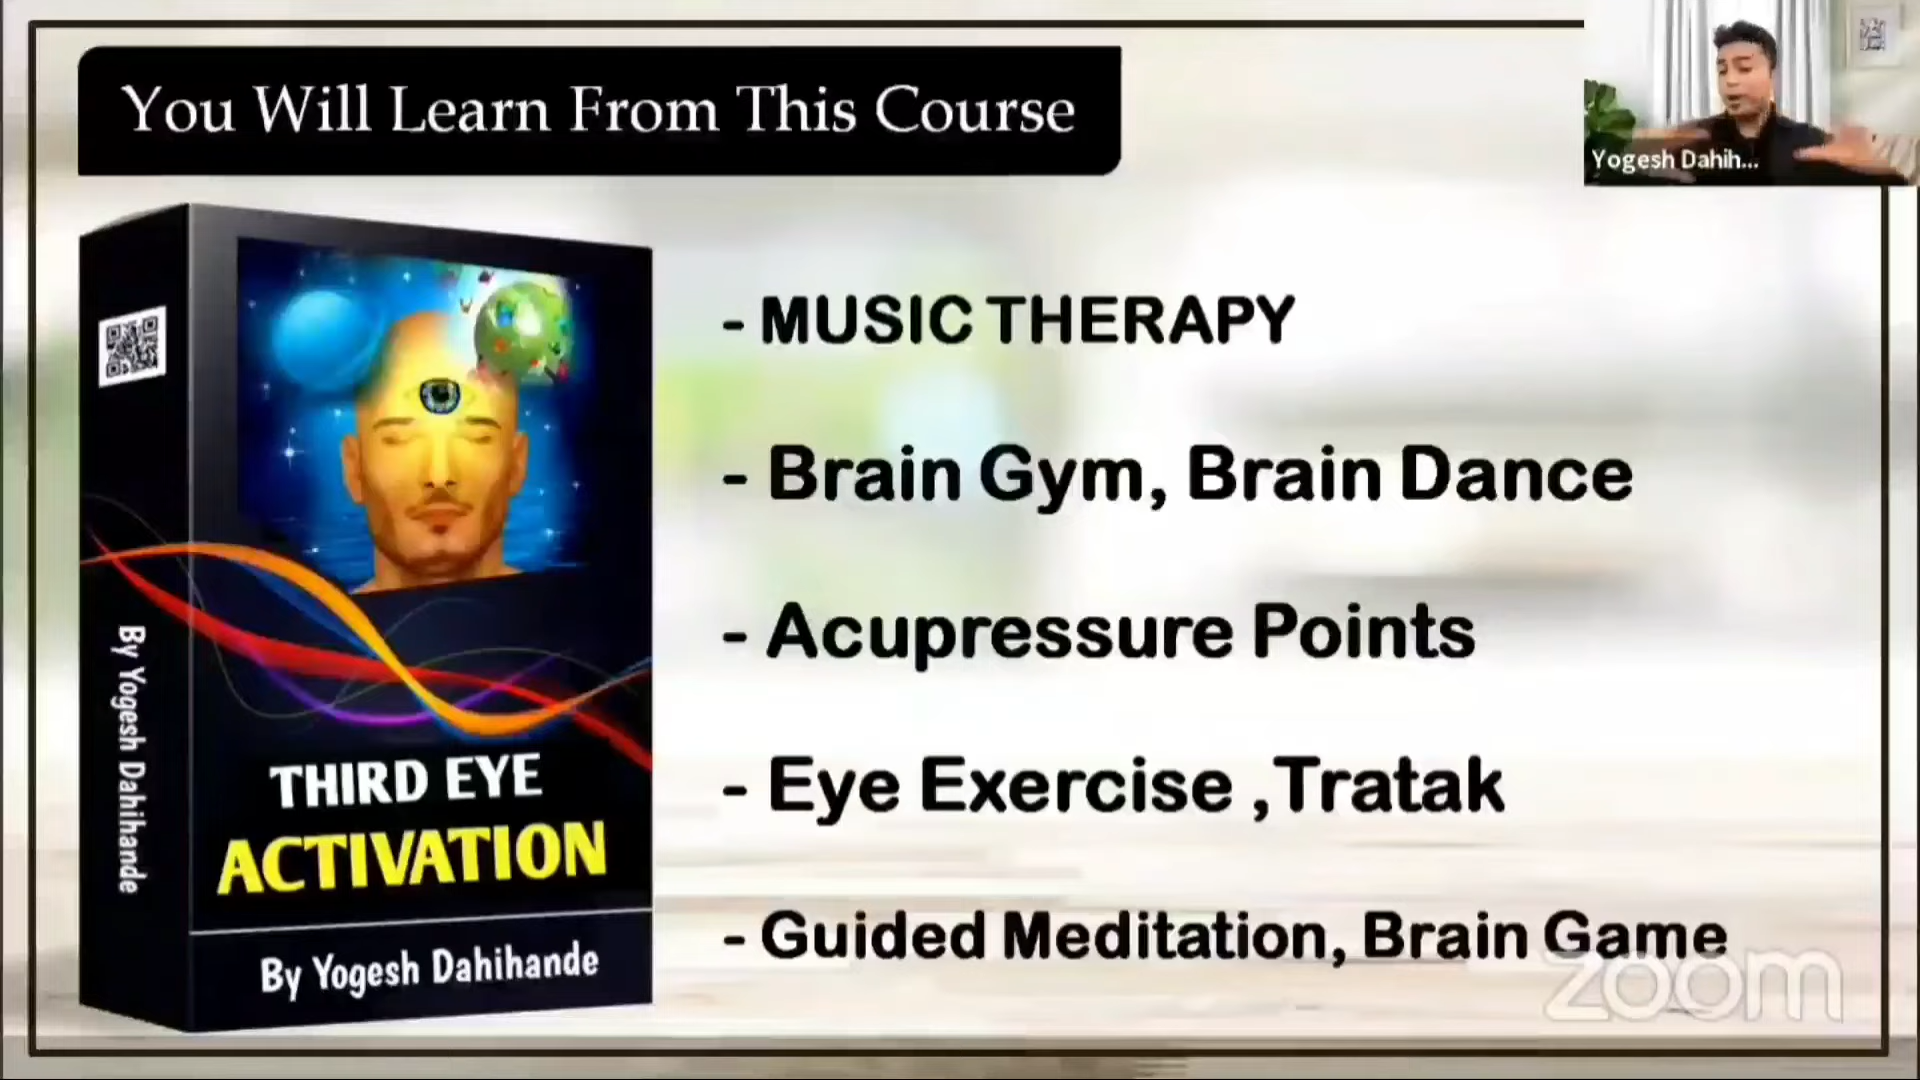 You Will Learn From This Course
Yogesh Dahih...
- MUSIC THERAPY
- Brain Gym, Brain Dance
- Acupressure Points
- Eye Exercise ,Tratak
- Guided Meditation, Brain Game
By Yogesh Dahihande
THIRD EYE
ACTIVATION
By Yogesh Dahihande
zoom